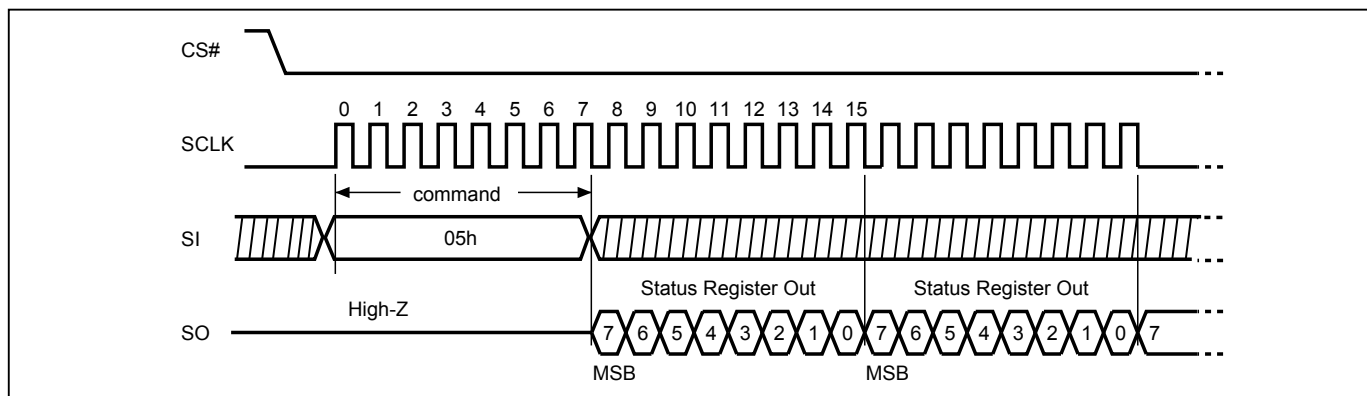 CS#
0 1 2 3 4 5 6 7 8 9 10 11 12 13 14 15
SCLK
command
SI 05h
Status Register Out Status Register Out
High-Z
SO 7 6 5 4 3 2 1 0 7 6 5 4 3 2 1 0 7
MSB MSB